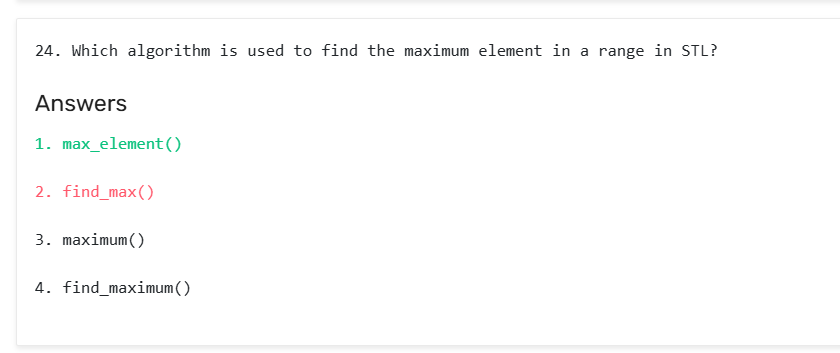 24. Which algorithm is used to find the maximum element in a range in STL?
Answers
1. max_element()
2. find_max()
3. maximum()
4. find_maximum()